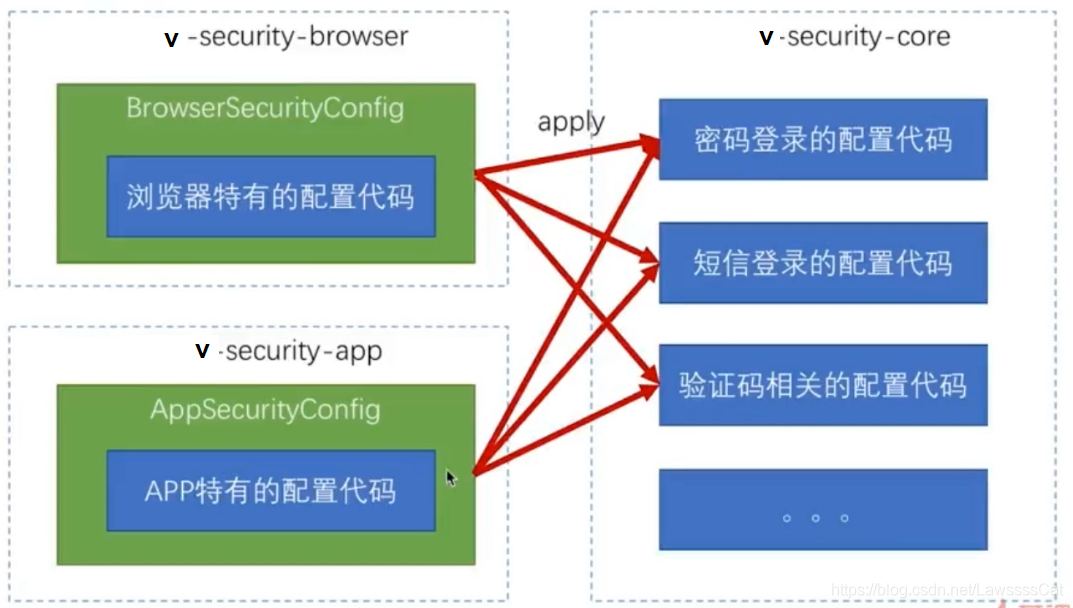 v -security-browser
BrowserSecurityConfig
浏览器特有的配置代码
apply
v -security-core
密码登录的配置代码
短信登录的配置代码
验证码相关的配置代码
。。。
v -security-app
AppSecurityConfig
APP特有的配置代码
https://blog.csdn.net/LawssssCat